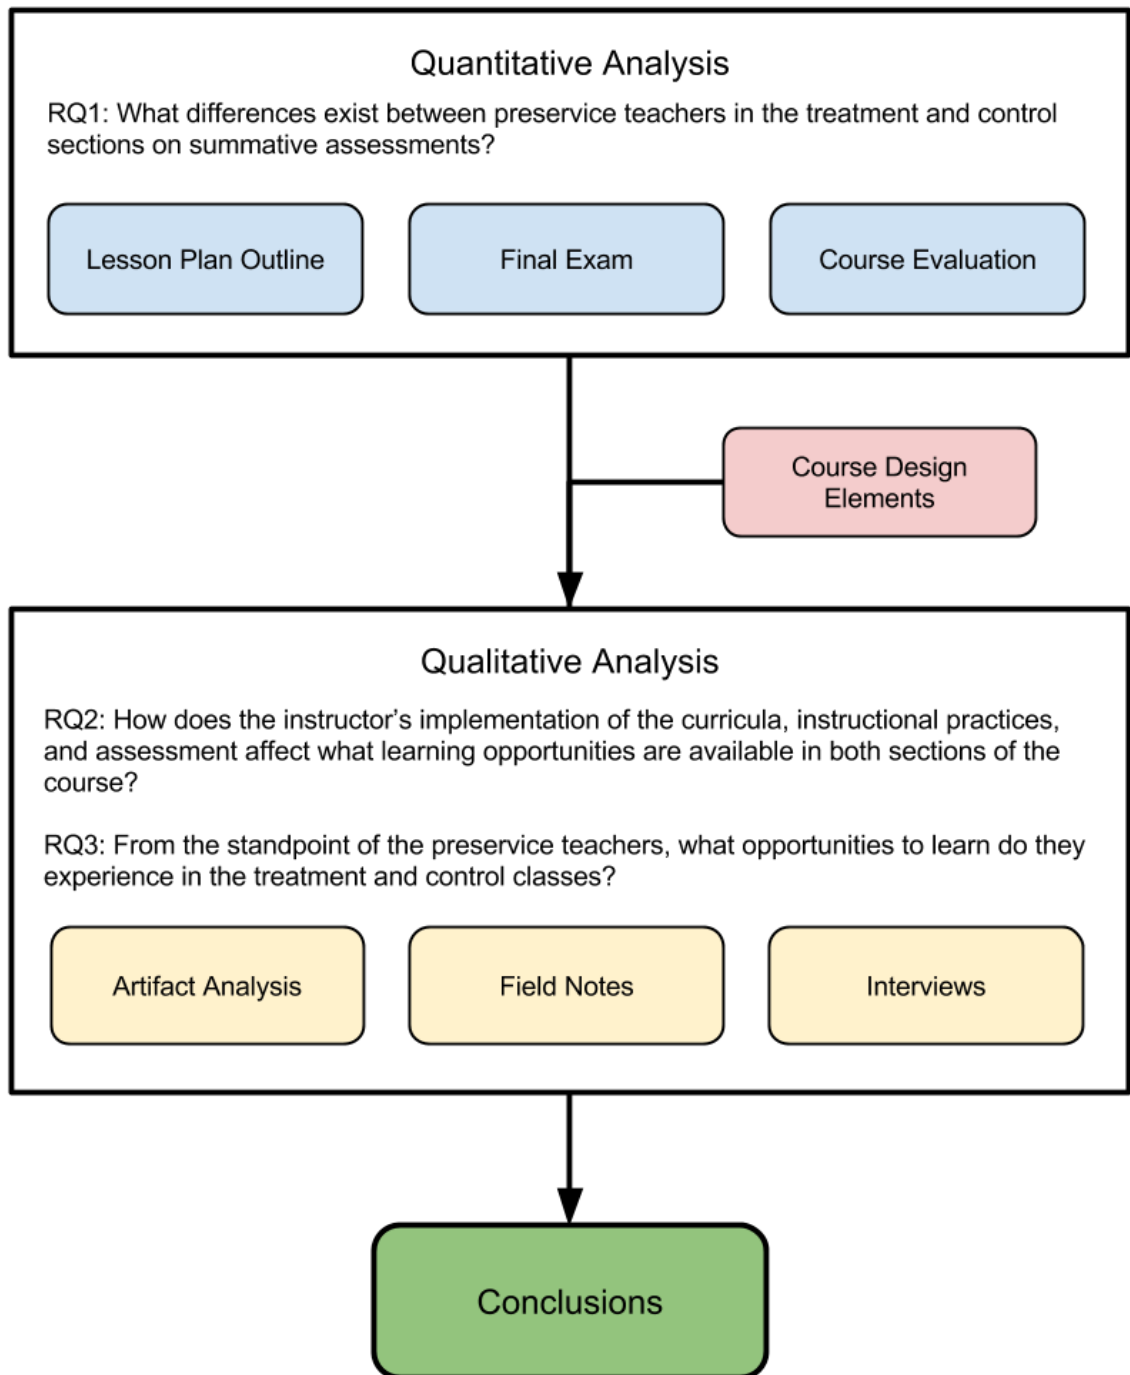 Quantitative Analysis
RQ1: What differences exist between preservice teachers in the treatment and control
sections on summative assessments?
Lesson Plan Outline
Final Exam
Course Evaluation
Course Design
Elements
Qualitative Analysis
RQ2: How does the instructor’s implementation of the curricula, instructional practices,
and assessment affect what learning opportunities are available in both sections of the
course?
RQ3: From the standpoint of the preservice teachers, what opportunities to learn do they
experience in the treatment and control classes?
Artifact Analysis
Field Notes
Interviews
Conclusions